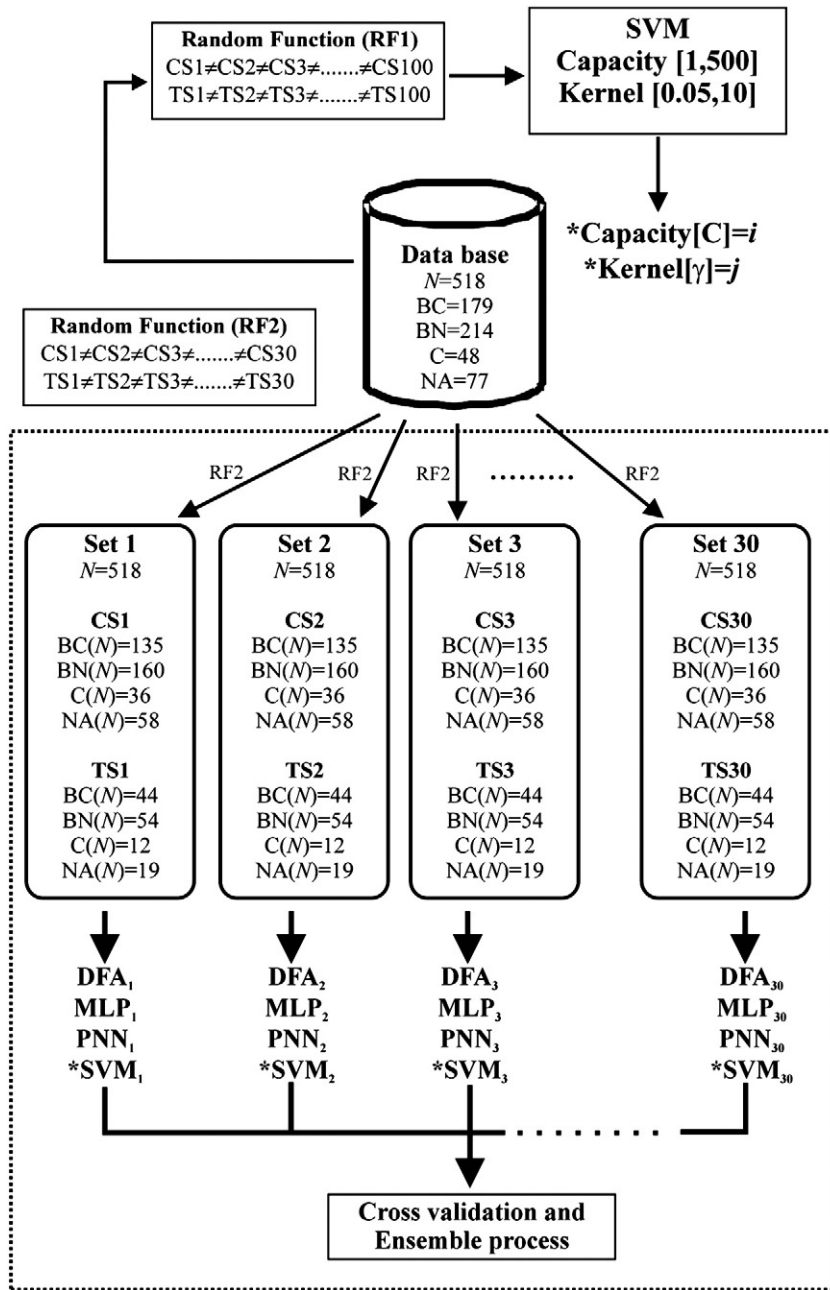 Random Function (RF1)
CS1≠CS2≠CS3≠.......≠CS100
TS1≠TS2≠TS3≠.......≠TS100
SVM
Capacity [1,500]
Kernel [0.05,10]
*Capacity[C]=i
*Kernel[γ]=j
Data base
N=518
BC=179
BN=214
C=48
NA=77
Random Function (RF2)
CS1≠CS2≠CS3≠.......≠CS30
TS1≠TS2≠TS3≠.......≠TS30
RF2
RF2
RF2
.........
RF2
Set 1
N=518
CS1
BC(N)=135
BN(N)=160
C(N)=36
NA(N)=58
TS1
BC(N)=44
BN(N)=54
C(N)=12
NA(N)=19
Set 2
N=518
CS2
BC(N)=135
BN(N)=160
C(N)=36
NA(N)=58
TS2
BC(N)=44
BN(N)=54
C(N)=12
NA(N)=19
Set 3
N=518
CS3
BC(N)=135
BN(N)=160
C(N)=36
NA(N)=58
TS3
BC(N)=44
BN(N)=54
C(N)=12
NA(N)=19
Set 30
N=518
CS30
BC(N)=135
BN(N)=160
C(N)=36
NA(N)=58
TS30
BC(N)=44
BN(N)=54
C(N)=12
NA(N)=19
DFA₁
MLP₁
PNN₁
*SVM₁
DFA₂
MLP₂
PNN₂
*SVM₂
DFA₃
MLP₃
PNN₃
*SVM₃
DFA₃₀
MLP₃₀
PNN₃₀
*SVM₃₀
Cross validation and
Ensemble process